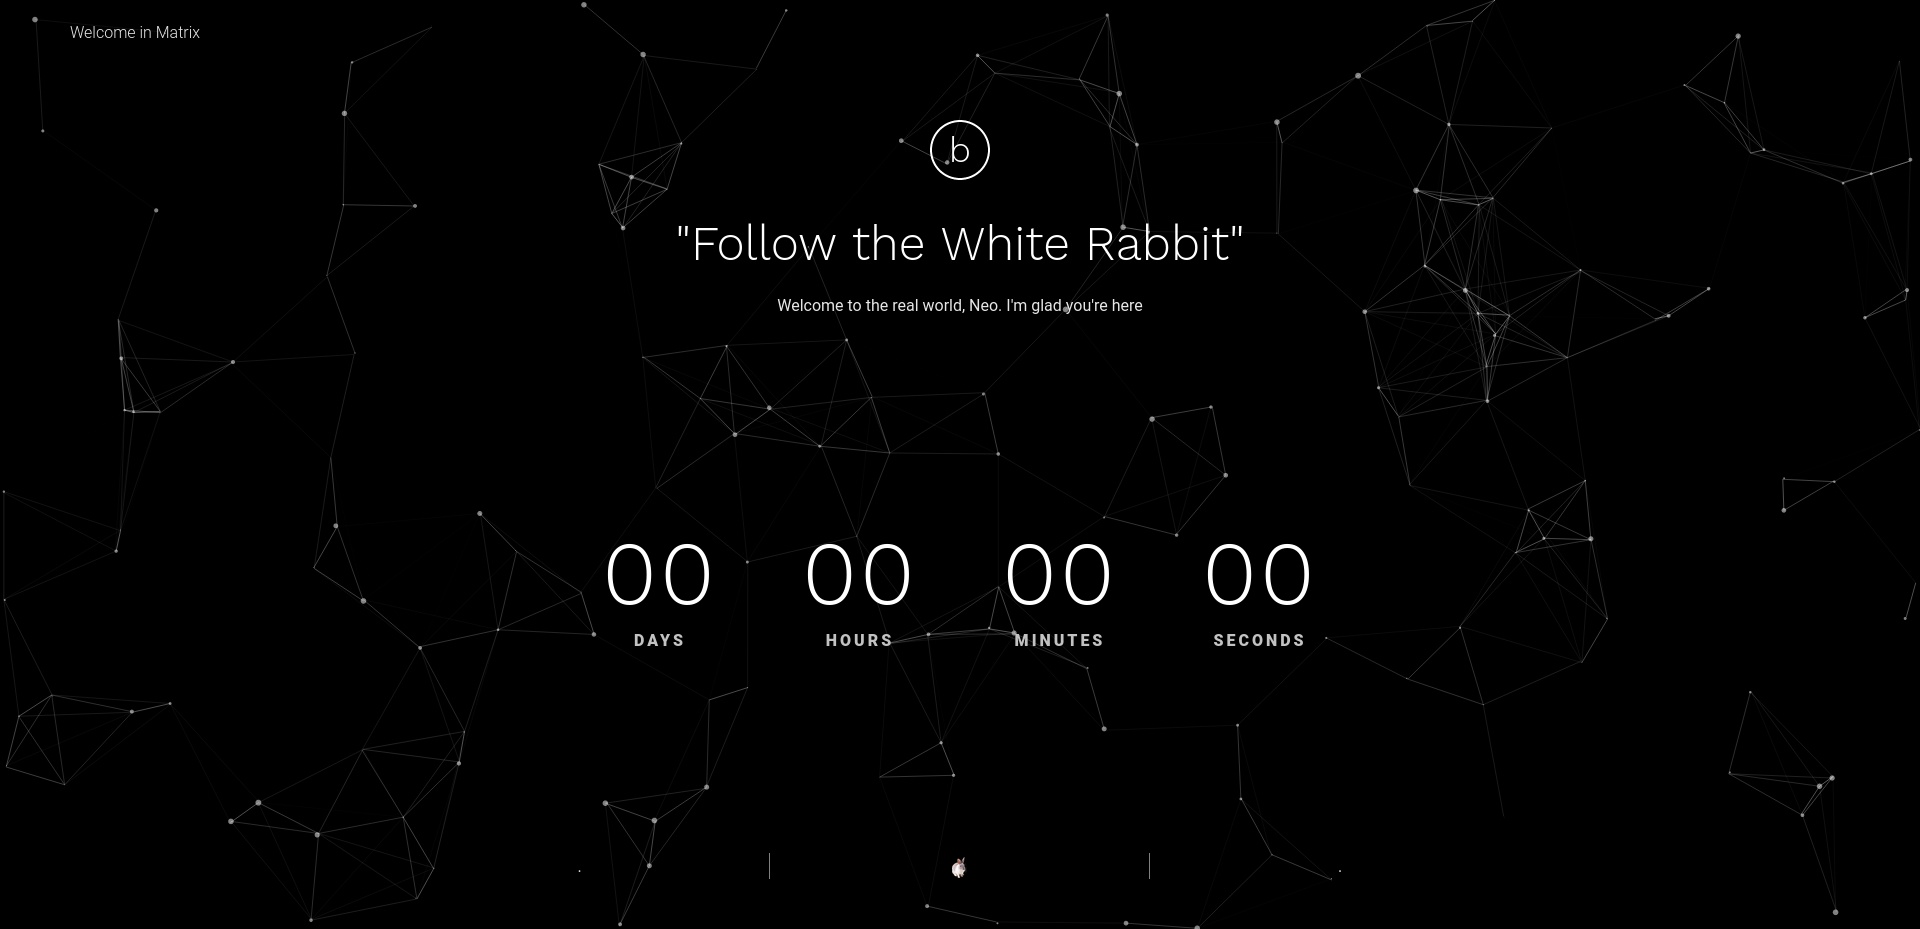 Welcome in Matrix
b
"Follow the White Rabbit"
Welcome to the real world, Neo. I'm glad you're here
00 00 00 00
DAYS HOURS MINUTES SECONDS